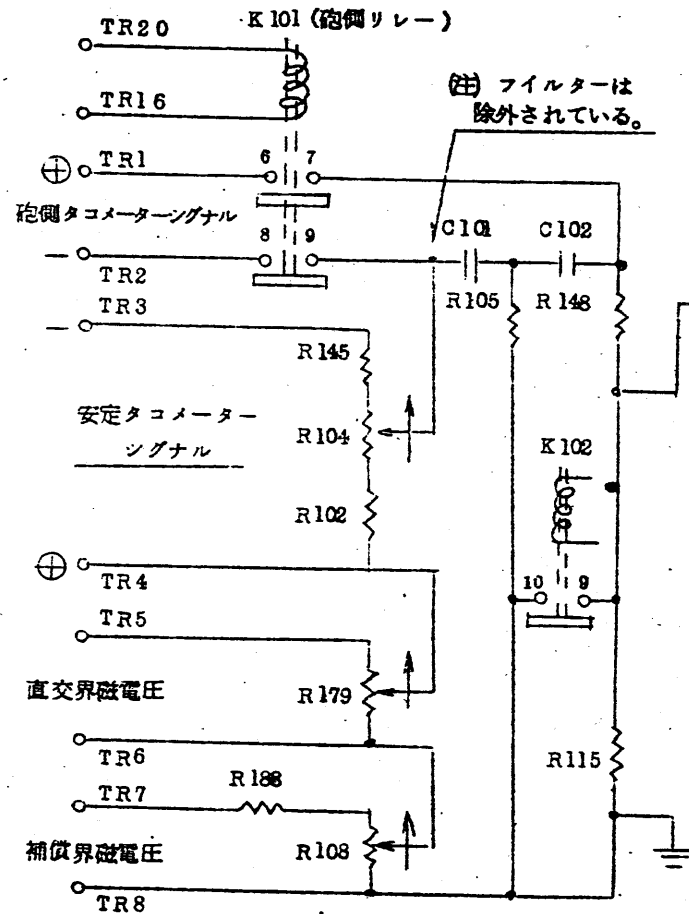 K101 (砲側リレー)
TR20
(注) フイルターは
除外されている。
TR16
TR1
6 7
砲側タコメーターシグナル
8 9
C101 C102
TR2
R105 R148
TR3
R145
安定タコメーター
シグナル
R104
K102
R102
TR4
10 9
TR5
直交界磁電圧
R179
TR6
R188
R115
TR7
補償界磁電圧
R108
TR8